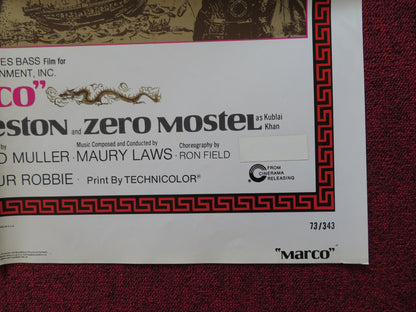 ES BASS Film for
NMENT, INC.
CO"
ESTON and ZERO MOSTEL as Kublai Khan
by Music Composed and Conducted by Choreography by
D MULLER · MAURY LAWS · RON FIELD
UR ROBBIE · Print By TECHNICOLOR®
C FROM CINERAMA RELEASING
73/343
"MARCO"